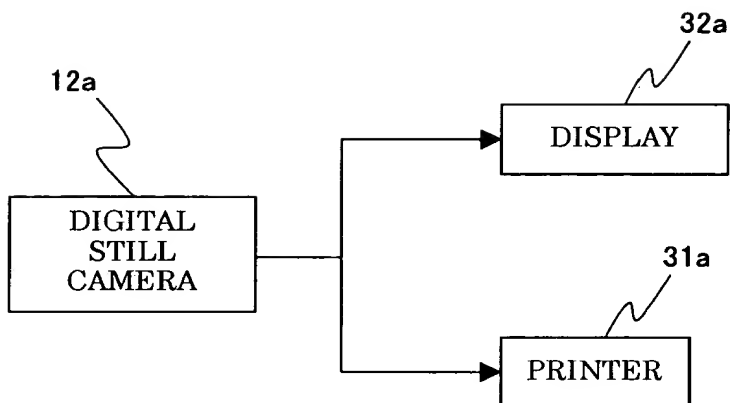 32a
12a
DISPLAY
DIGITAL
STILL
CAMERA
31a
PRINTER